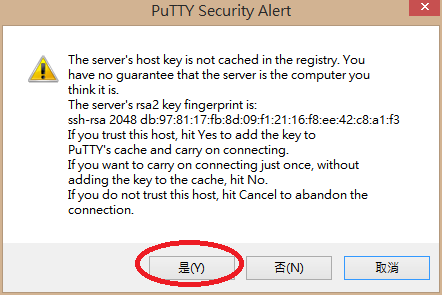 PuTTY Security Alert
The server's host key is not cached in the registry. You
have no guarantee that the server is the computer you
think it is.
The server's rsa2 key fingerprint is:
ssh-rsa 2048 db:97:81:17:fb:8d:09:f1:21:16:f8:ee:42:c8:a1:f3
If you trust this host, hit Yes to add the key to
PuTTY's cache and carry on connecting.
If you want to carry on connecting just once, without
adding the key to the cache, hit No.
If you do not trust this host, hit Cancel to abandon the
connection.
是(Y) 否(N) 取消